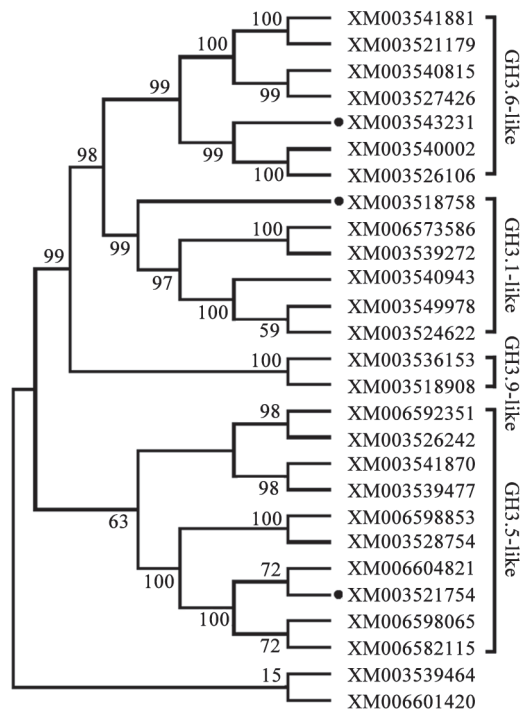 XM003541881
100
100
XM003521179
XM003540815
99
99
XM003527426
XM003543231
99
XM003540002
98
100
XM003526106
GH3.6-like
XM003518758
XM006573586
100
99
XM003539272
97
XM003540943
99
XM003549978
100
59
XM003524622
GH3.1-like
XM003536153
100
XM003518908
GH3.9-like
XM006592351
98
XM003526242
XM003541870
98
XM003539477
XM006598853
100
63
XM003528754
XM006604821
72
100
XM003521754
100
XM006598065
72
XM006582115
GH3.5-like
XM003539464
15
XM006601420